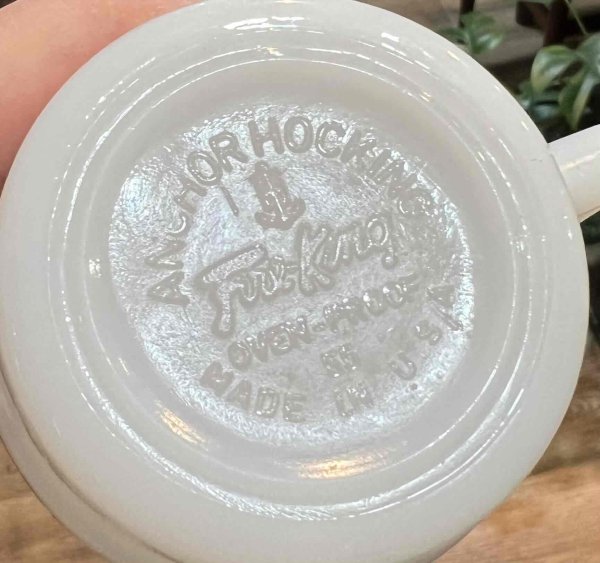 ANCHOR HOCKING
Fire-King
OVEN-PROOF
MADE IN U.S.A.